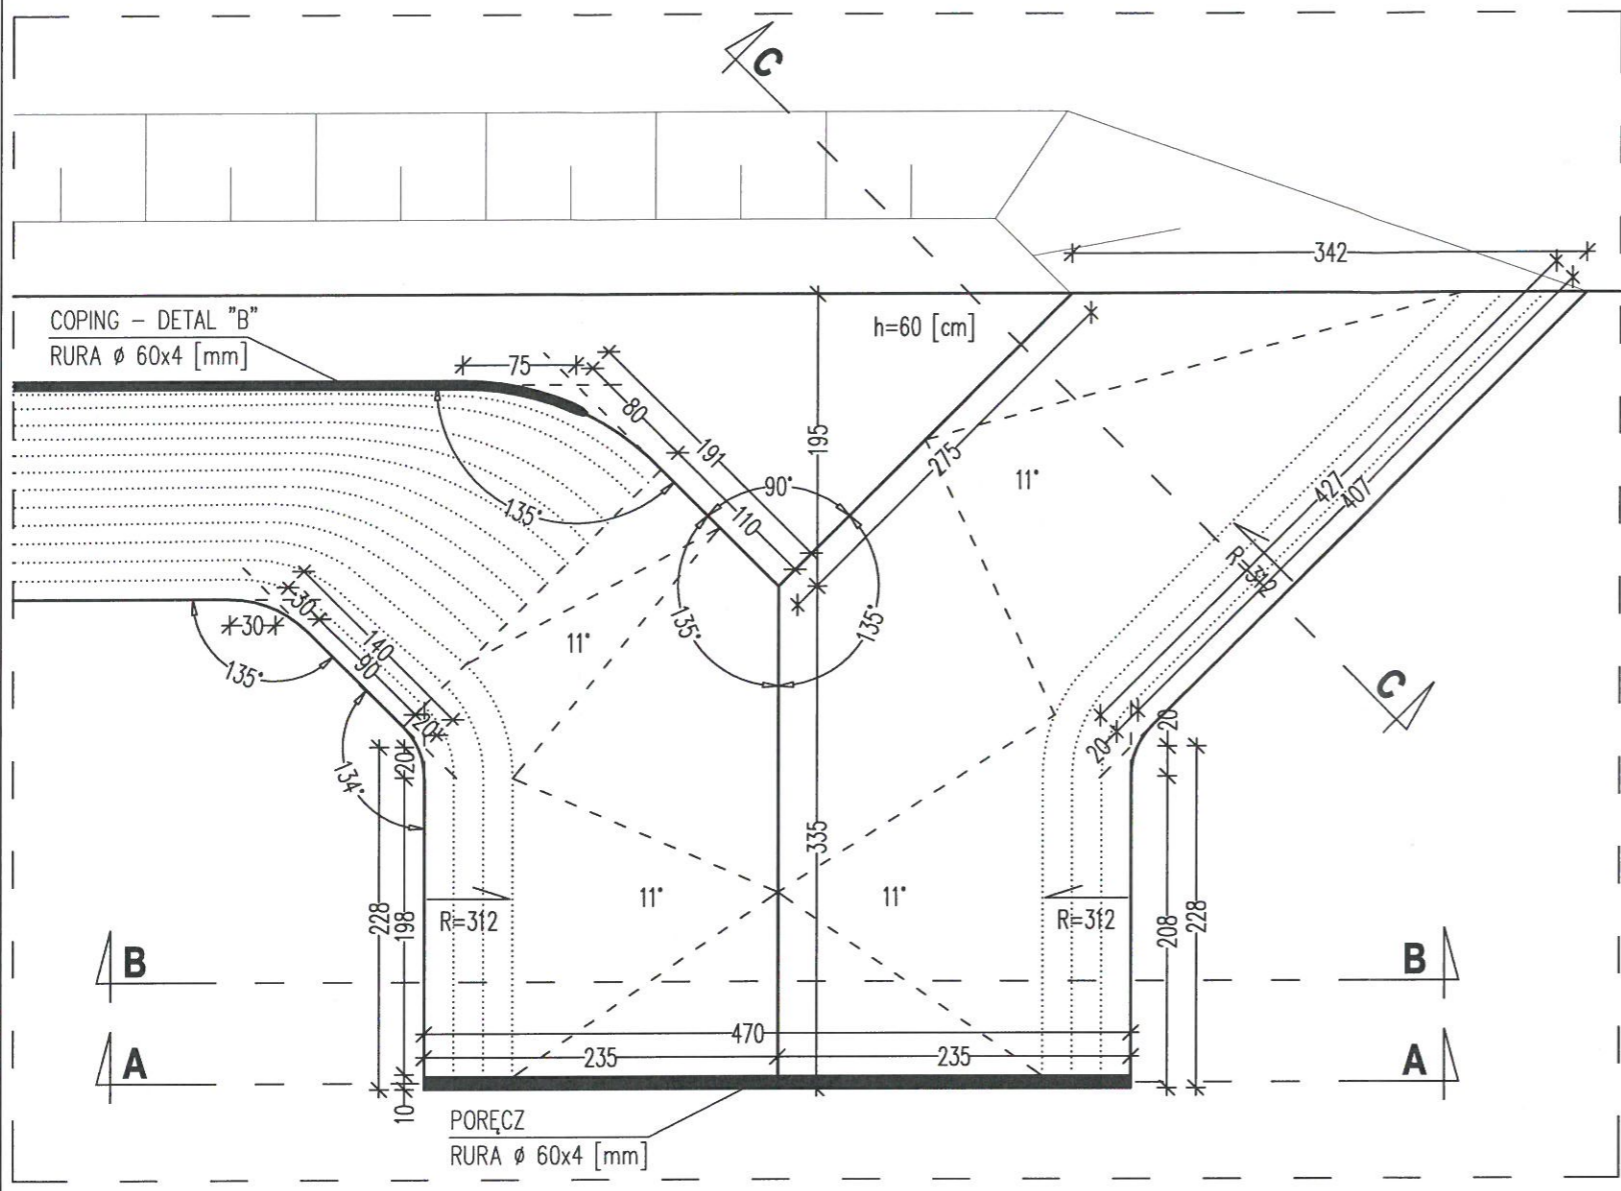 C
342
COPING – DETAL "B"
RURA ø 60x4 [mm]
h=60 [cm]
75
80
191
195
275
90°
11°
135°
110
427
407
R=312
30
30
140
90
135°
11°
135°
135°
C
20
20
134°
20
20
335
11°
11°
R=312
R=312
228
198
208
228
B
B
470
235
235
A
A
10
PORĘCZ
RURA ø 60x4 [mm]